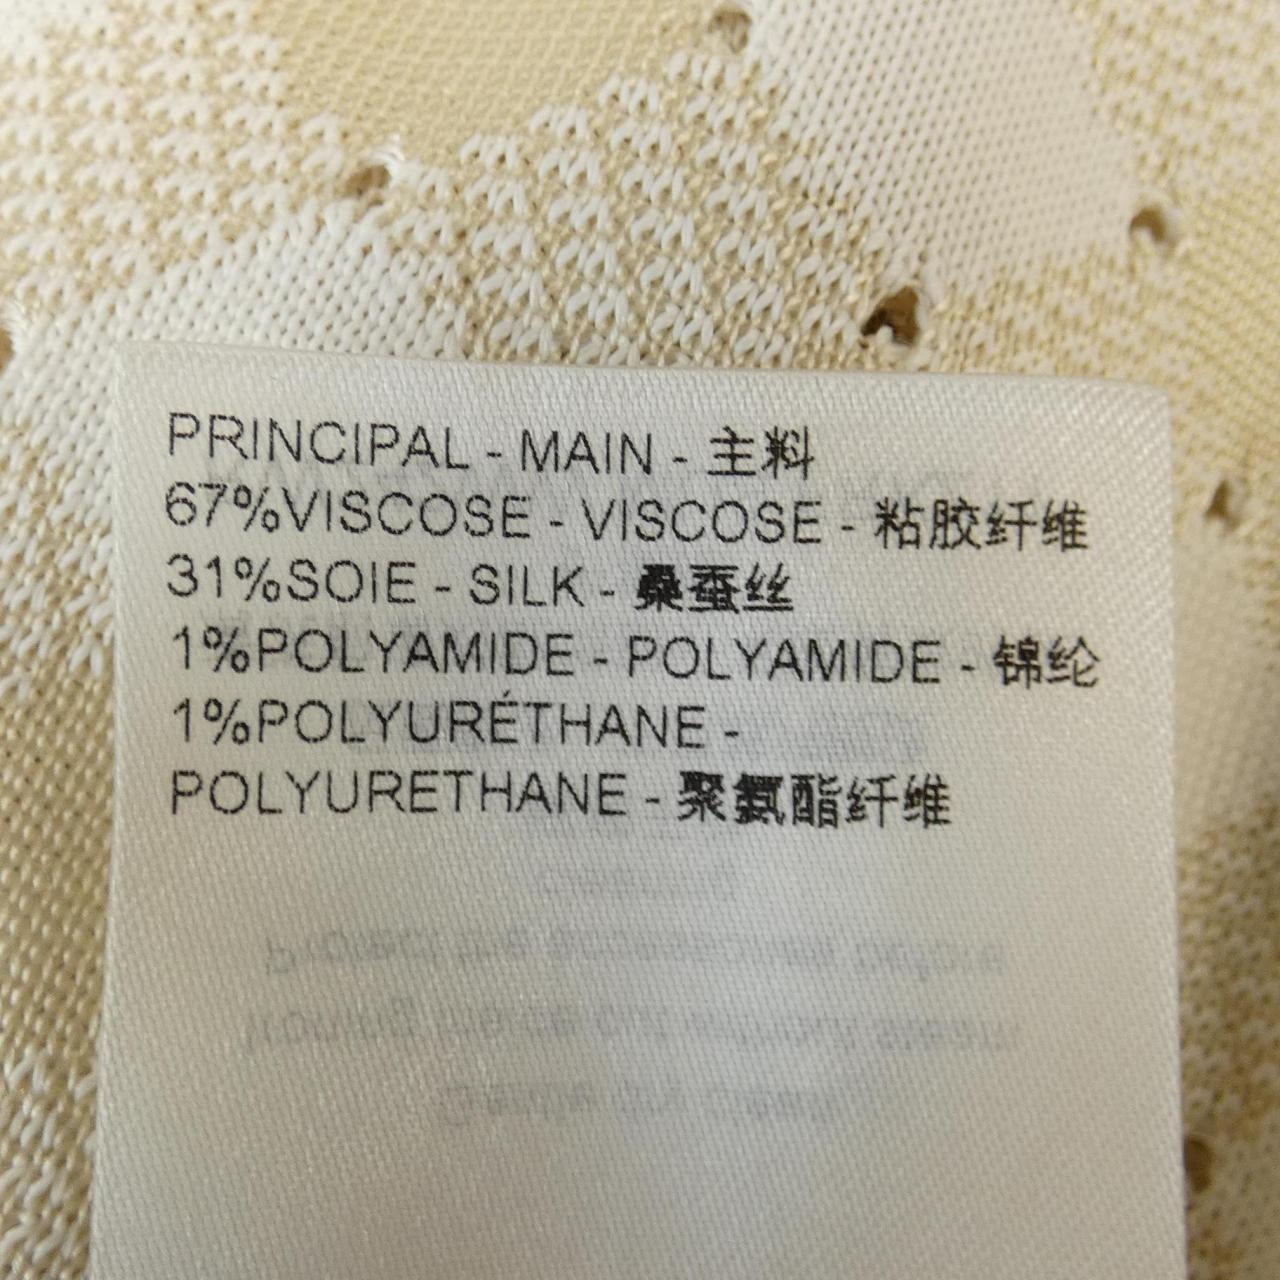 PRINCIPAL - MAIN - 主料
67%VISCOSE - VISCOSE - 粘胶纤维
31%SOIE - SILK - 桑蚕丝
1%POLYAMIDE - POLYAMIDE - 锦纶
1%POLYURÉTHANE -
POLYURETHANE - 聚氨酯纤维